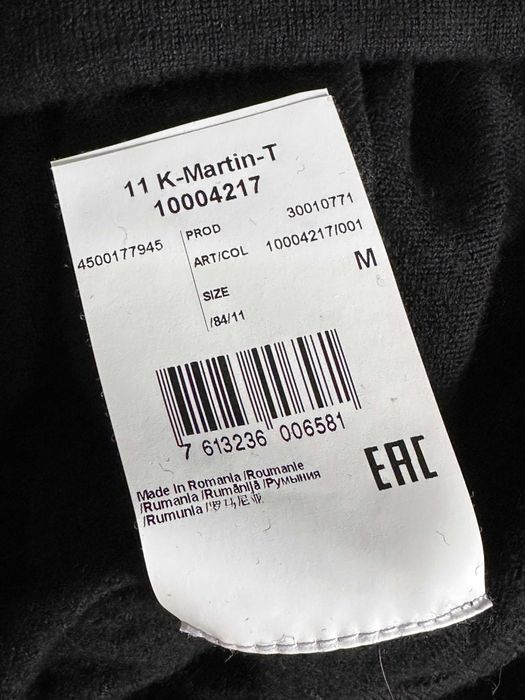 11 K-Martin-T
10004217
4500177945
PROD 30010771
ART/COL 10004217/001
SIZE M
/84/11
7 613236 006581
Made In Romania /Roumanie
/Rumania /Rumãnijã /Румыния
/Rumunia /罗马尼亚
EAC